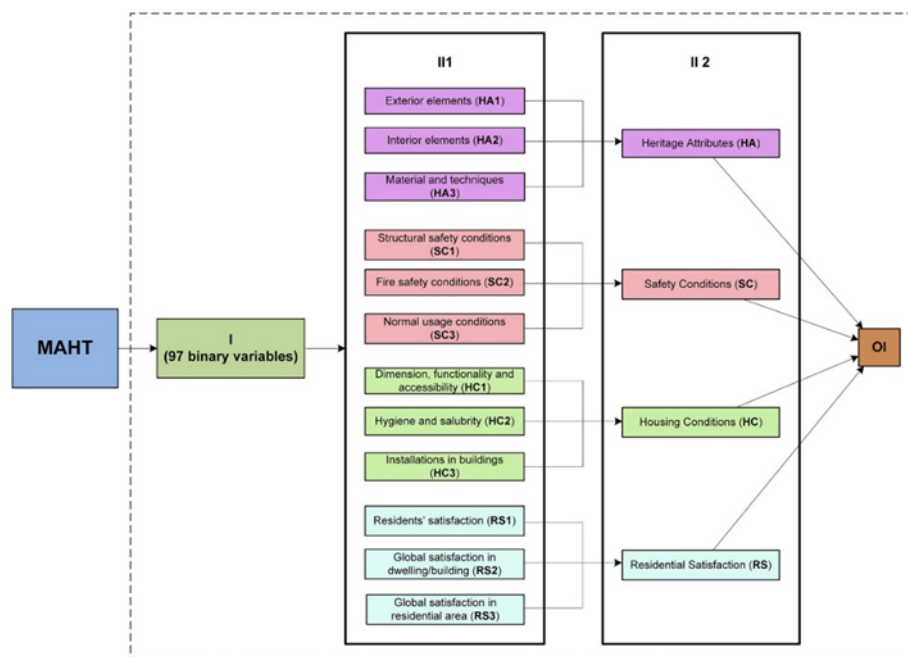 II1
II 2
Exterior elements (HA1)
Interior elements (HA2)
Heritage Attributes (HA)
Material and techniques
(HA3)
Structural safety conditions
(SC1)
Fire safety conditions (SC2)
Safety Conditions (SC)
Normal usage conditions
(SC3)
MAHT
I
(97 binary variables)
OI
Dimension, functionality and
accessibility (HC1)
Hygiene and salubrity (HC2)
Housing Conditions (HC)
Installations in buildings
(HC3)
Residents' satisfaction (RS1)
Global satisfaction in
dwelling/building (RS2)
Residential Satisfaction (RS)
Global satisfaction in
residential area (RS3)